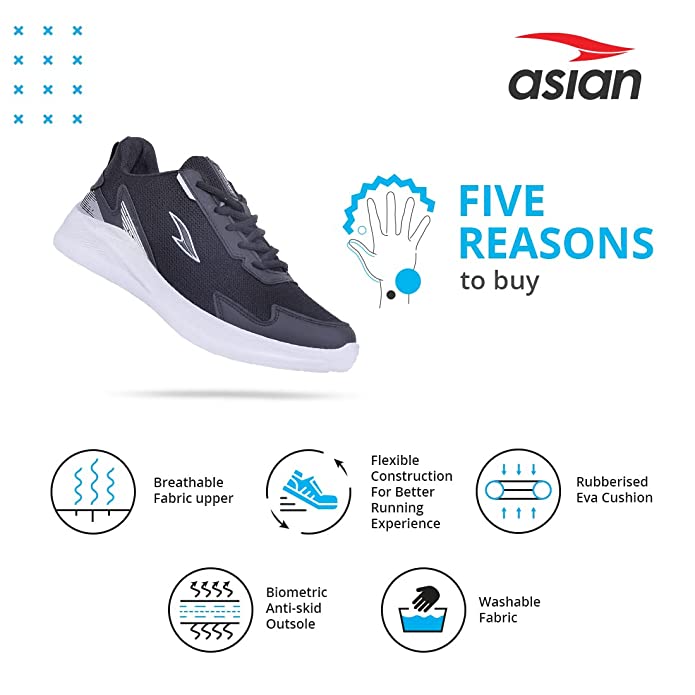 asian
FIVE
REASONS
to buy
Breathable
Fabric upper
Flexible
Construction
For Better
Running
Experience
Rubberised
Eva Cushion
Biometric
Anti-skid
Outsole
Washable
Fabric